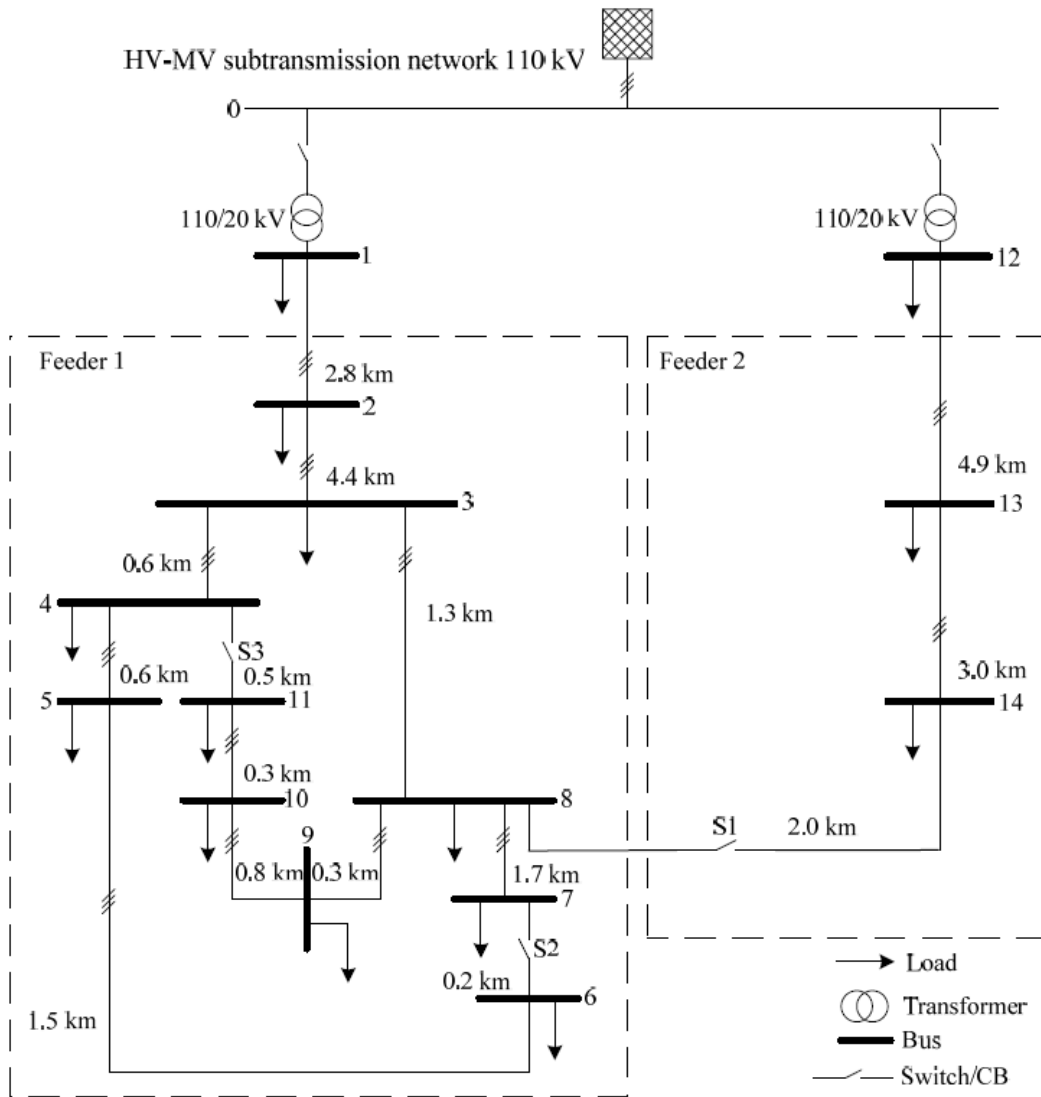 HV-MV subtransmission network 110 kV
0
110/20 kV
110/20 kV
1
12
Feeder 1
Feeder 2
2.8 km
2
4.4 km
4.9 km
3
13
0.6 km
4
1.3 km
S3
0.6 km
0.5 km
3.0 km
5
11
14
0.3 km
10
8
9
S1
2.0 km
0.8 km
0.3 km
1.7 km
7
S2
0.2 km
6
1.5 km
Load
Transformer
Bus
Switch/CB